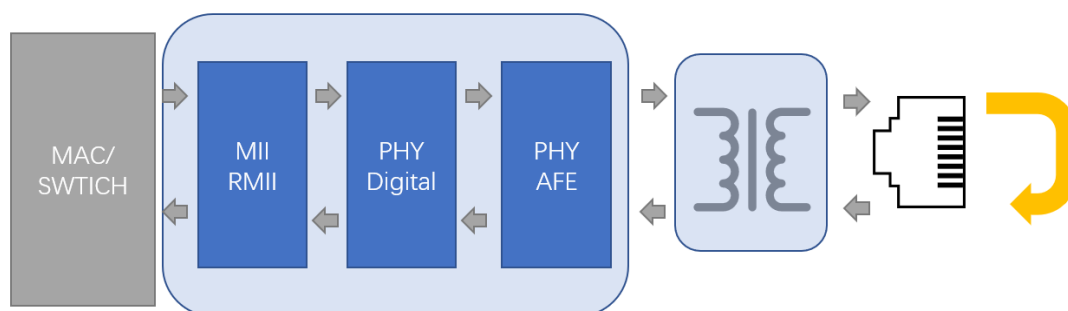 MAC/
SWTICH
MII
RMII
PHY
Digital
PHY
AFE